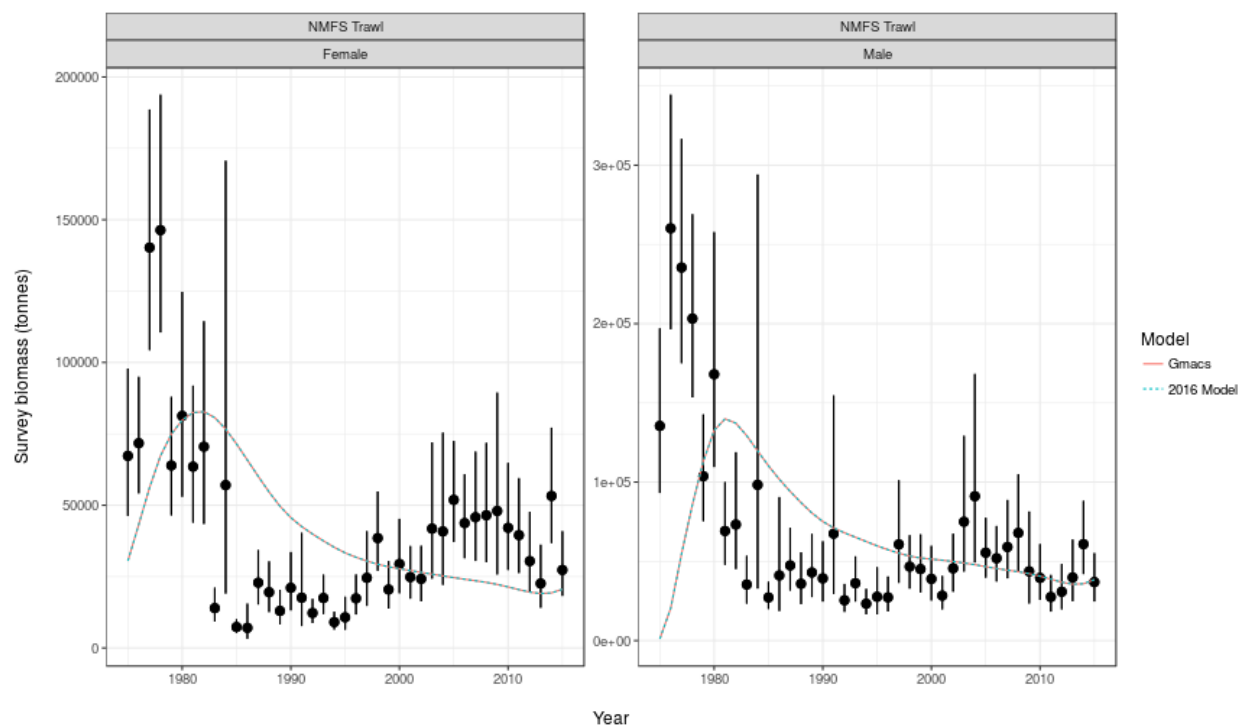 NMFS Trawl
Female
NMFS Trawl
Male
Survey biomass (tonnes)
200000
150000
100000
50000
0
3e+05
2e+05
1e+05
0e+00
1980 1990 2000 2010
1980 1990 2000 2010
Year
Model
Gmacs
2016 Model